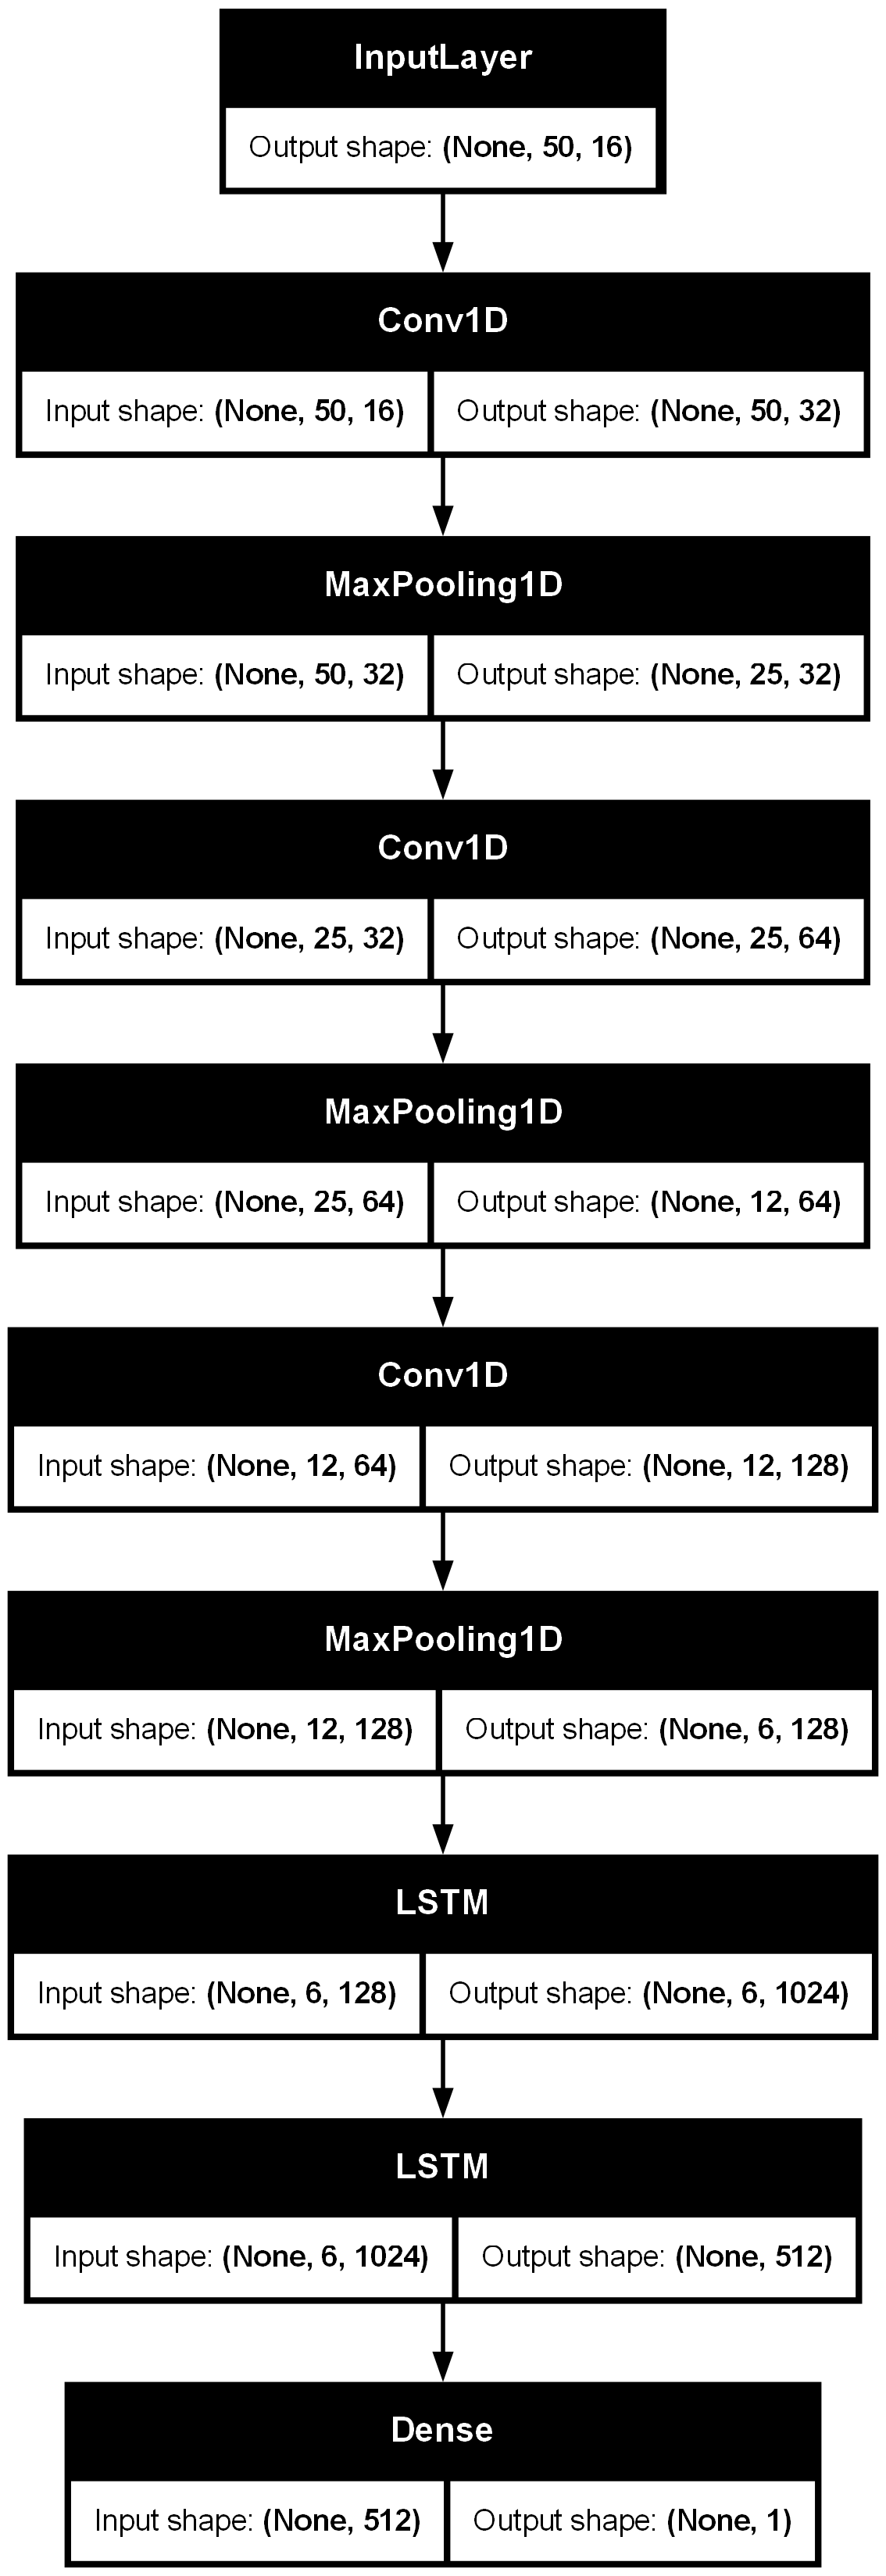 InputLayer
Output shape: (None, 50, 16)
Conv1D
Input shape: (None, 50, 16) Output shape: (None, 50, 32)
MaxPooling1D
Input shape: (None, 50, 32) Output shape: (None, 25, 32)
Conv1D
Input shape: (None, 25, 32) Output shape: (None, 25, 64)
MaxPooling1D
Input shape: (None, 25, 64) Output shape: (None, 12, 64)
Conv1D
Input shape: (None, 12, 64) Output shape: (None, 12, 128)
MaxPooling1D
Input shape: (None, 12, 128) Output shape: (None, 6, 128)
LSTM
Input shape: (None, 6, 128) Output shape: (None, 6, 1024)
LSTM
Input shape: (None, 6, 1024) Output shape: (None, 512)
Dense
Input shape: (None, 512) Output shape: (None, 1)